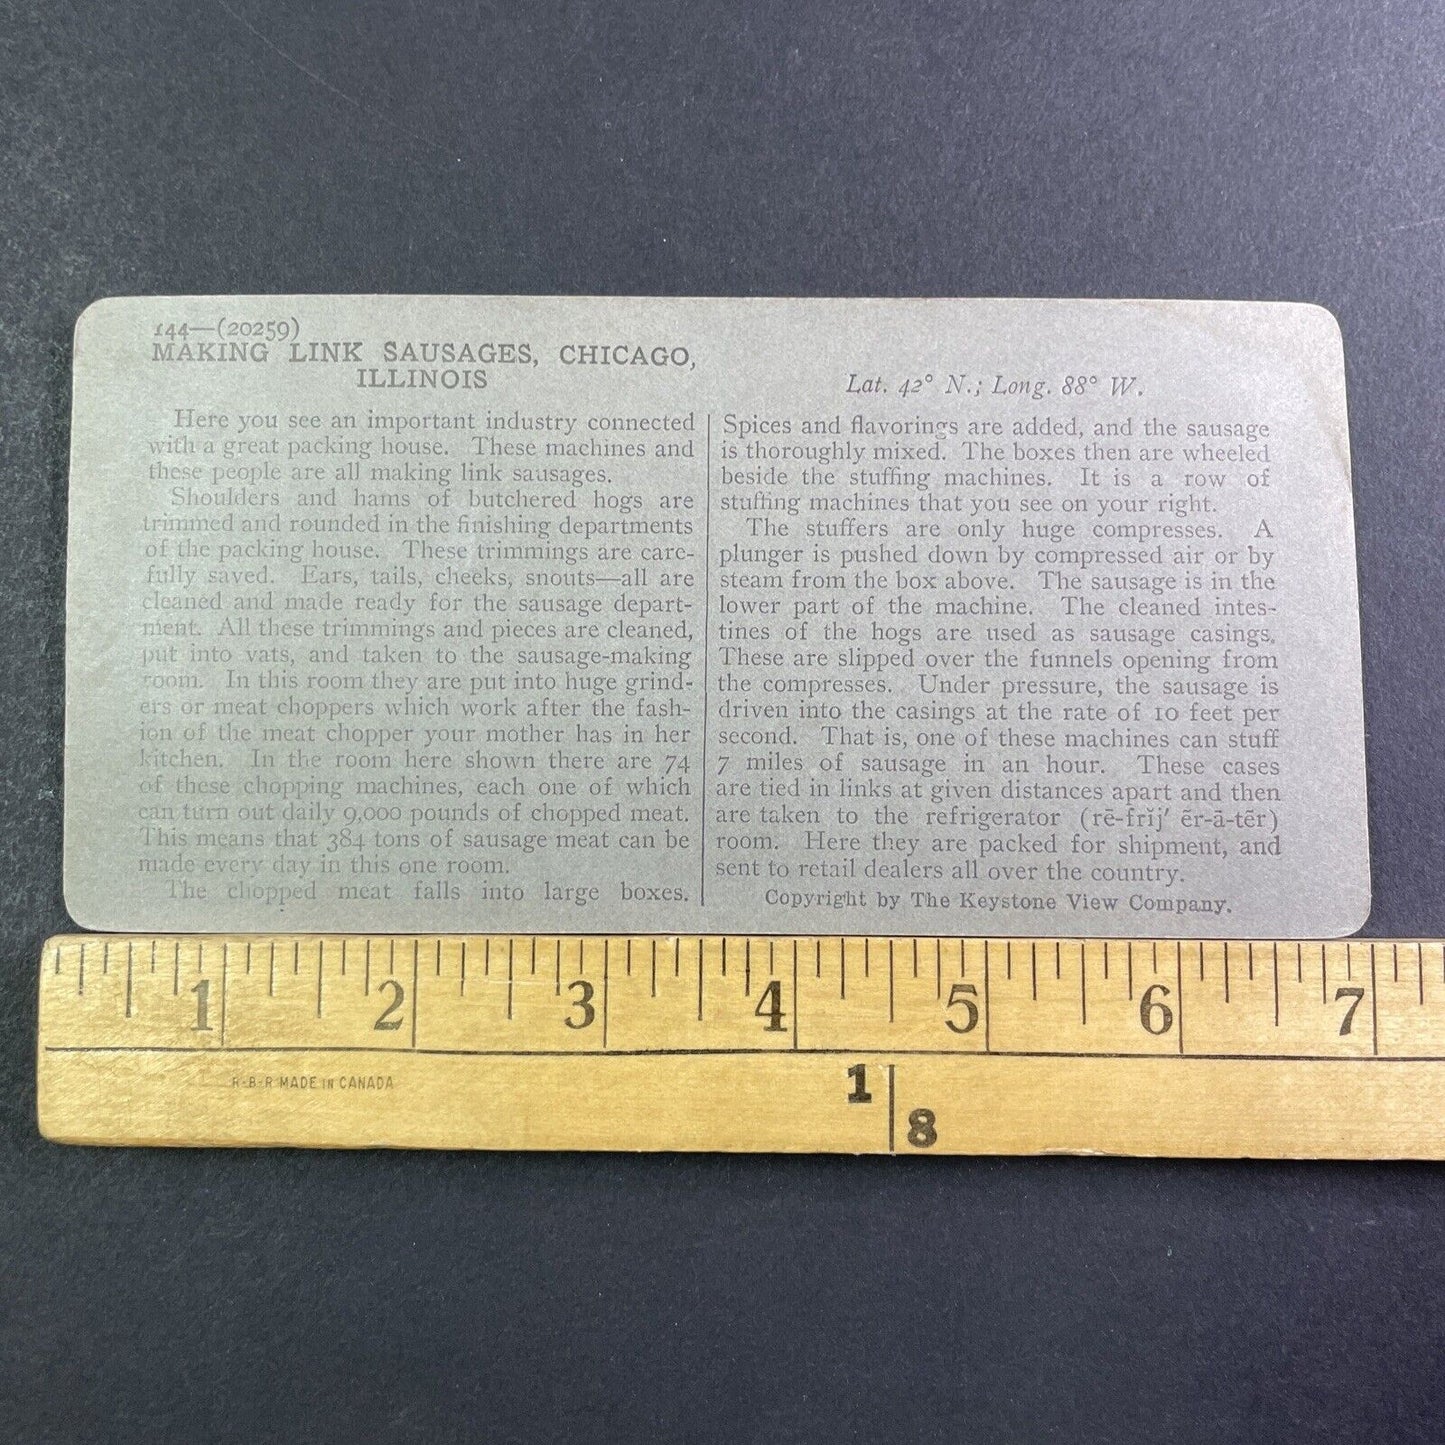 144—(20259)
MAKING LINK SAUSAGES, CHICAGO,
ILLINOIS
Lat. 42° N.; Long. 88° W.
Here you see an important industry connected
with a great packing house. These machines and
these people are all making link sausages.
Shoulders and hams of butchered hogs are
trimmed and rounded in the finishing departments
of the packing house. These trimmings are care-
fully saved. Ears, tails, cheeks, snouts—all are
cleaned and made ready for the sausage depart-
ment. All these trimmings and pieces are cleaned,
put into vats, and taken to the sausage-making
room. In this room they are put into huge grind-
ers or meat choppers which work after the fash-
ion of the meat chopper your mother has in her
kitchen. In the room here shown there are 74
of these chopping machines, each one of which
can turn out daily 9,000 pounds of chopped meat.
This means that 384 tons of sausage meat can be
made every day in this one room.
The chopped meat falls into large boxes.
Spices and flavorings are added, and the sausage
is thoroughly mixed. The boxes then are wheeled
beside the stuffing machines. It is a row of
stuffing machines that you see on your right.
The stuffers are only huge compresses. A
plunger is pushed down by compressed air or by
steam from the box above. The sausage is in the
lower part of the machine. The cleaned intes-
tines of the hogs are used as sausage casings.
These are slipped over the funnels opening from
the compresses. Under pressure, the sausage is
driven into the casings at the rate of 10 feet per
second. That is, one of these machines can stuff
7 miles of sausage in an hour. These cases
are tied in links at given distances apart and then
are taken to the refrigerator (rē-frĭj′ ēr-ā-tēr)
room. Here they are packed for shipment, and
sent to retail dealers all over the country.
Copyright by The Keystone View Company.
1 2 3 4 5 6 7
R-B-R MADE IN CANADA
1 8